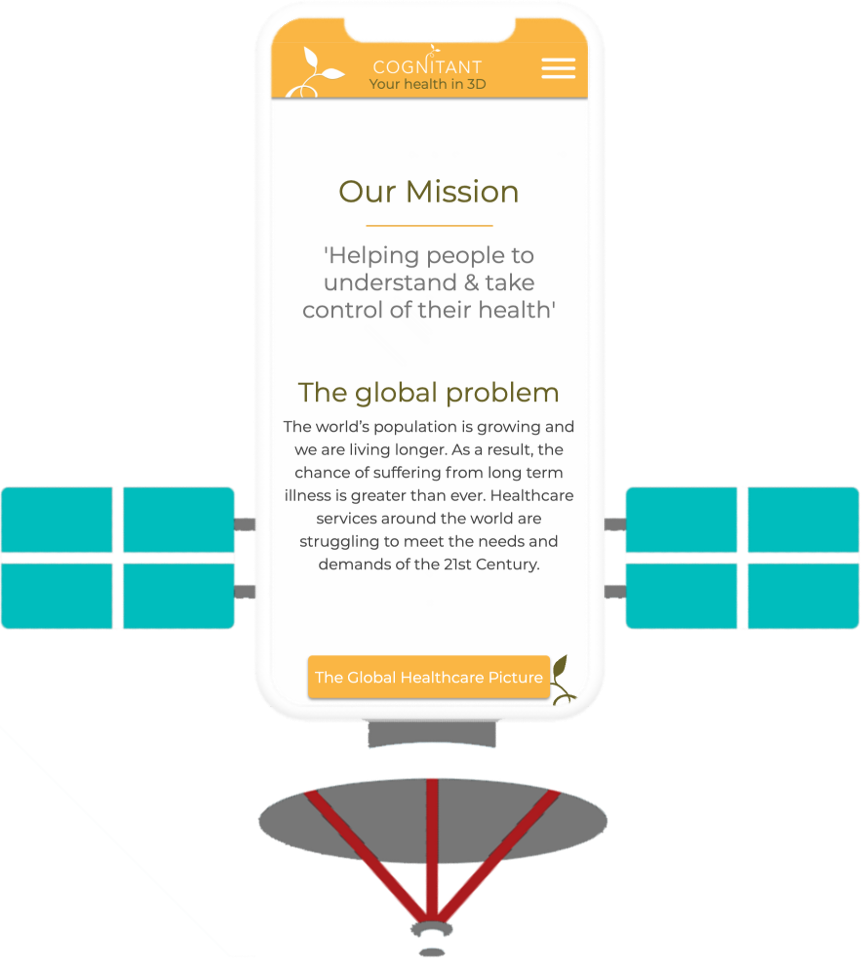 COGNITANT
Your health in 3D
Our Mission
'Helping people to
understand & take
control of their health'
The global problem
The world’s population is growing and
we are living longer. As a result, the
chance of suffering from long term
illness is greater than ever. Healthcare
services around the world are
struggling to meet the needs and
demands of the 21st Century.
The Global Healthcare Picture